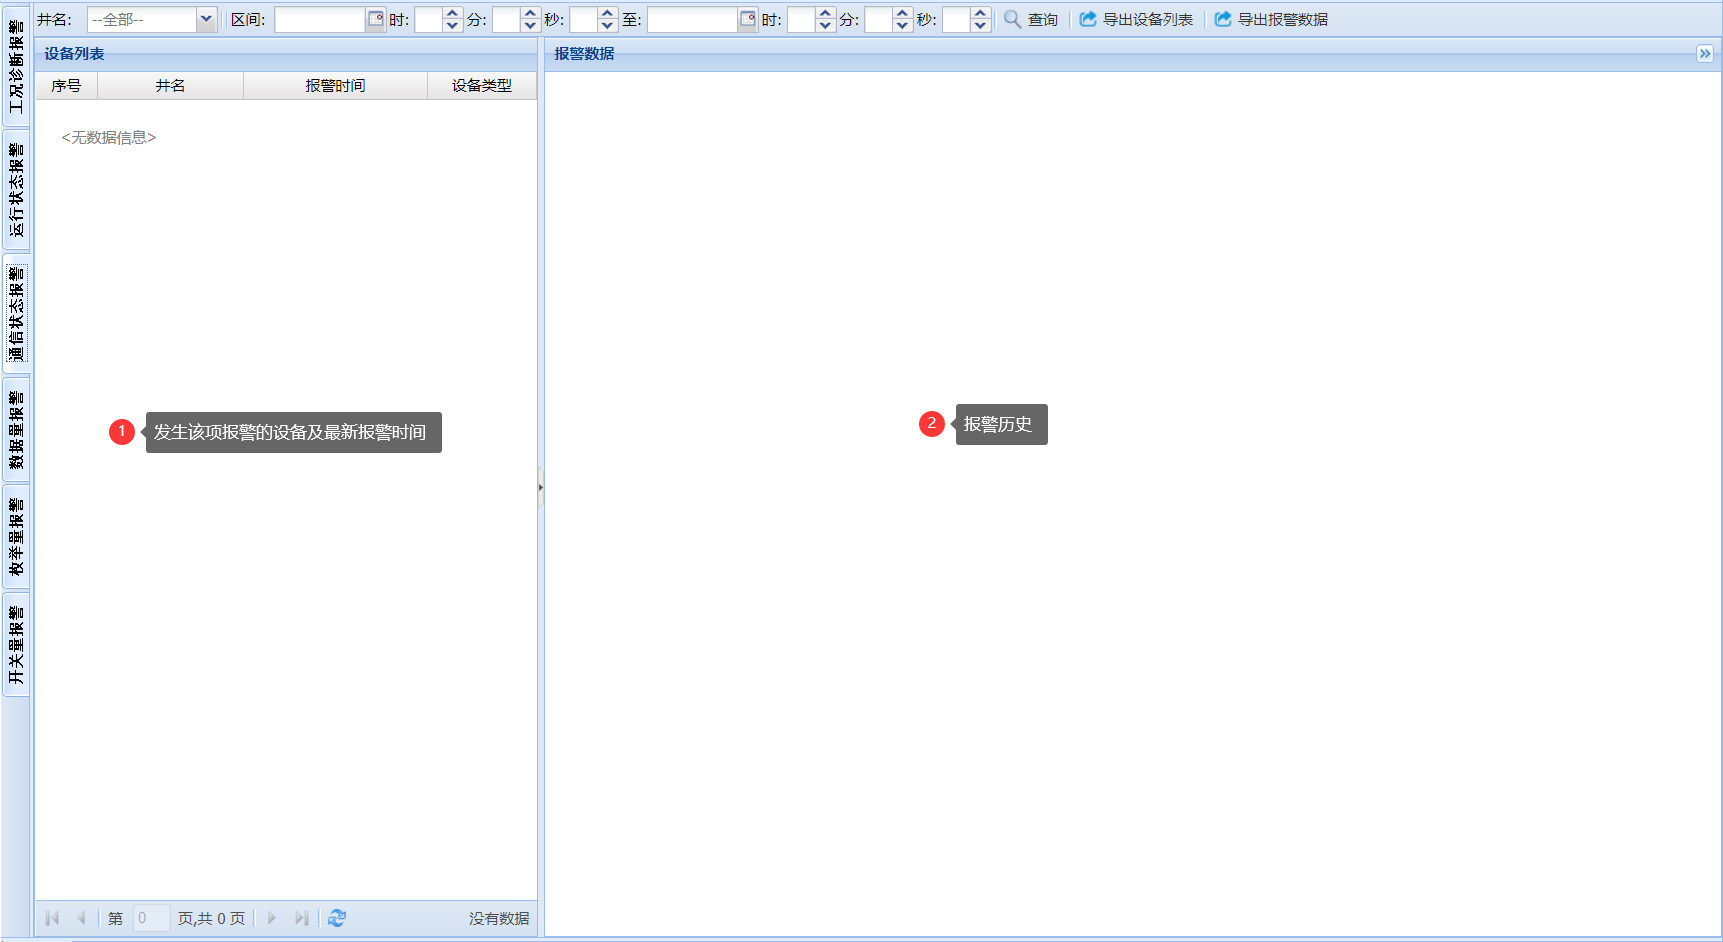 井名: --全部-- 区间: 时: 分: 秒: 至: 时: 分: 秒: 查询 导出设备列表 导出报警数据
工况诊断报警
运行状态报警
通信状态报警
数据量报警
枚举量报警
开关量报警
设备列表
序号 井名 报警时间 设备类型
<无数据信息>
1 发生该项报警的设备及最新报警时间
第 0 页,共 0 页 没有数据
报警数据
2 报警历史